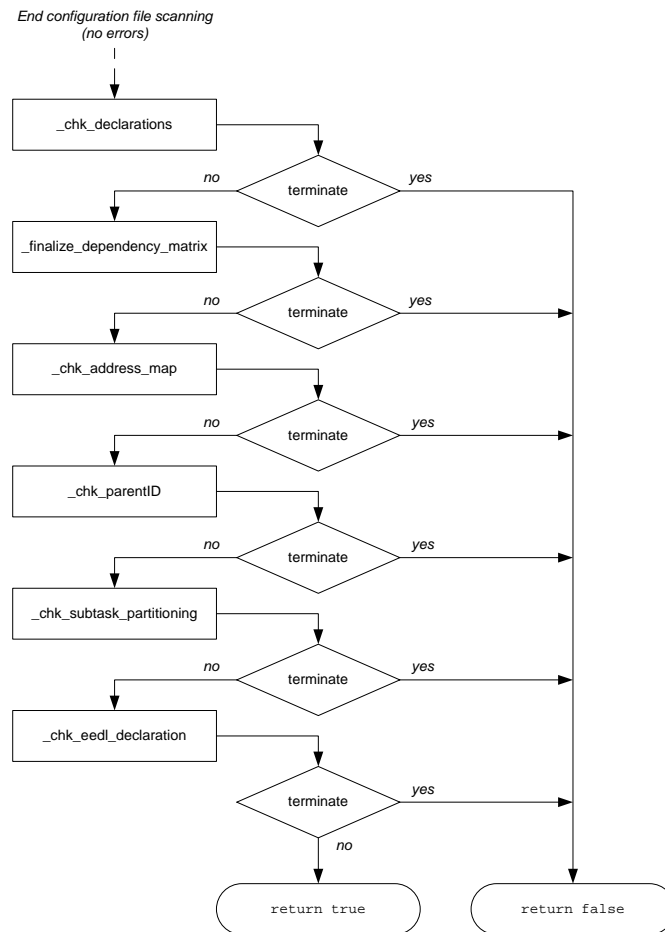 End configuration file scanning
(no errors)
_chk_declarations
terminate
no
yes
_finalize_dependency_matrix
terminate
no
yes
_chk_address_map
terminate
no
yes
_chk_parentID
terminate
no
yes
_chk_subtask_partitioning
terminate
no
yes
_chk_eedl_declaration
terminate
yes
no
return true
return false